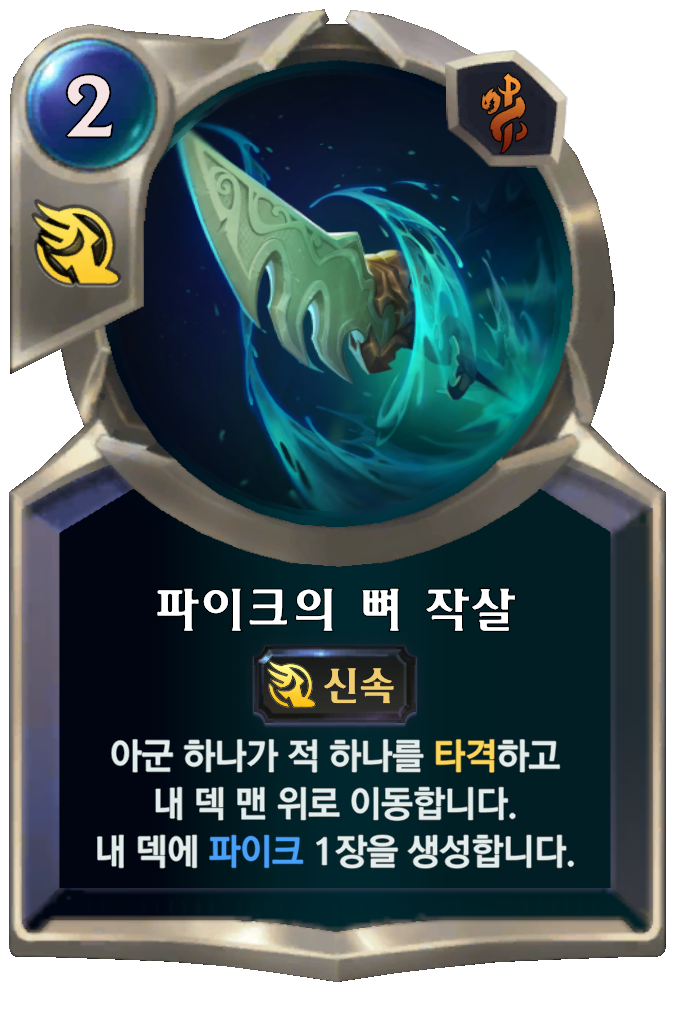 2
파이크의 뼈 작살
신속
아군 하나가 적 하나를 타격하고
내 덱 맨 위로 이동합니다.
내 덱에 파이크 1장을 생성합니다.